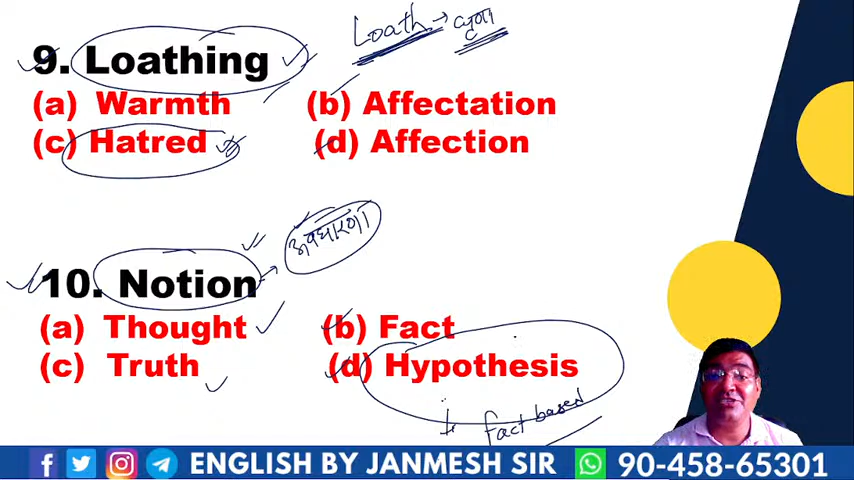 Loath → घृणा
9. Loathing
(a) Warmth (b) Affectation
(c) Hatred (d) Affection
अवधारणा
10. Notion
(a) Thought (b) Fact
(c) Truth (d) Hypothesis
Fact based
ENGLISH BY JANMESH SIR 90-458-65301